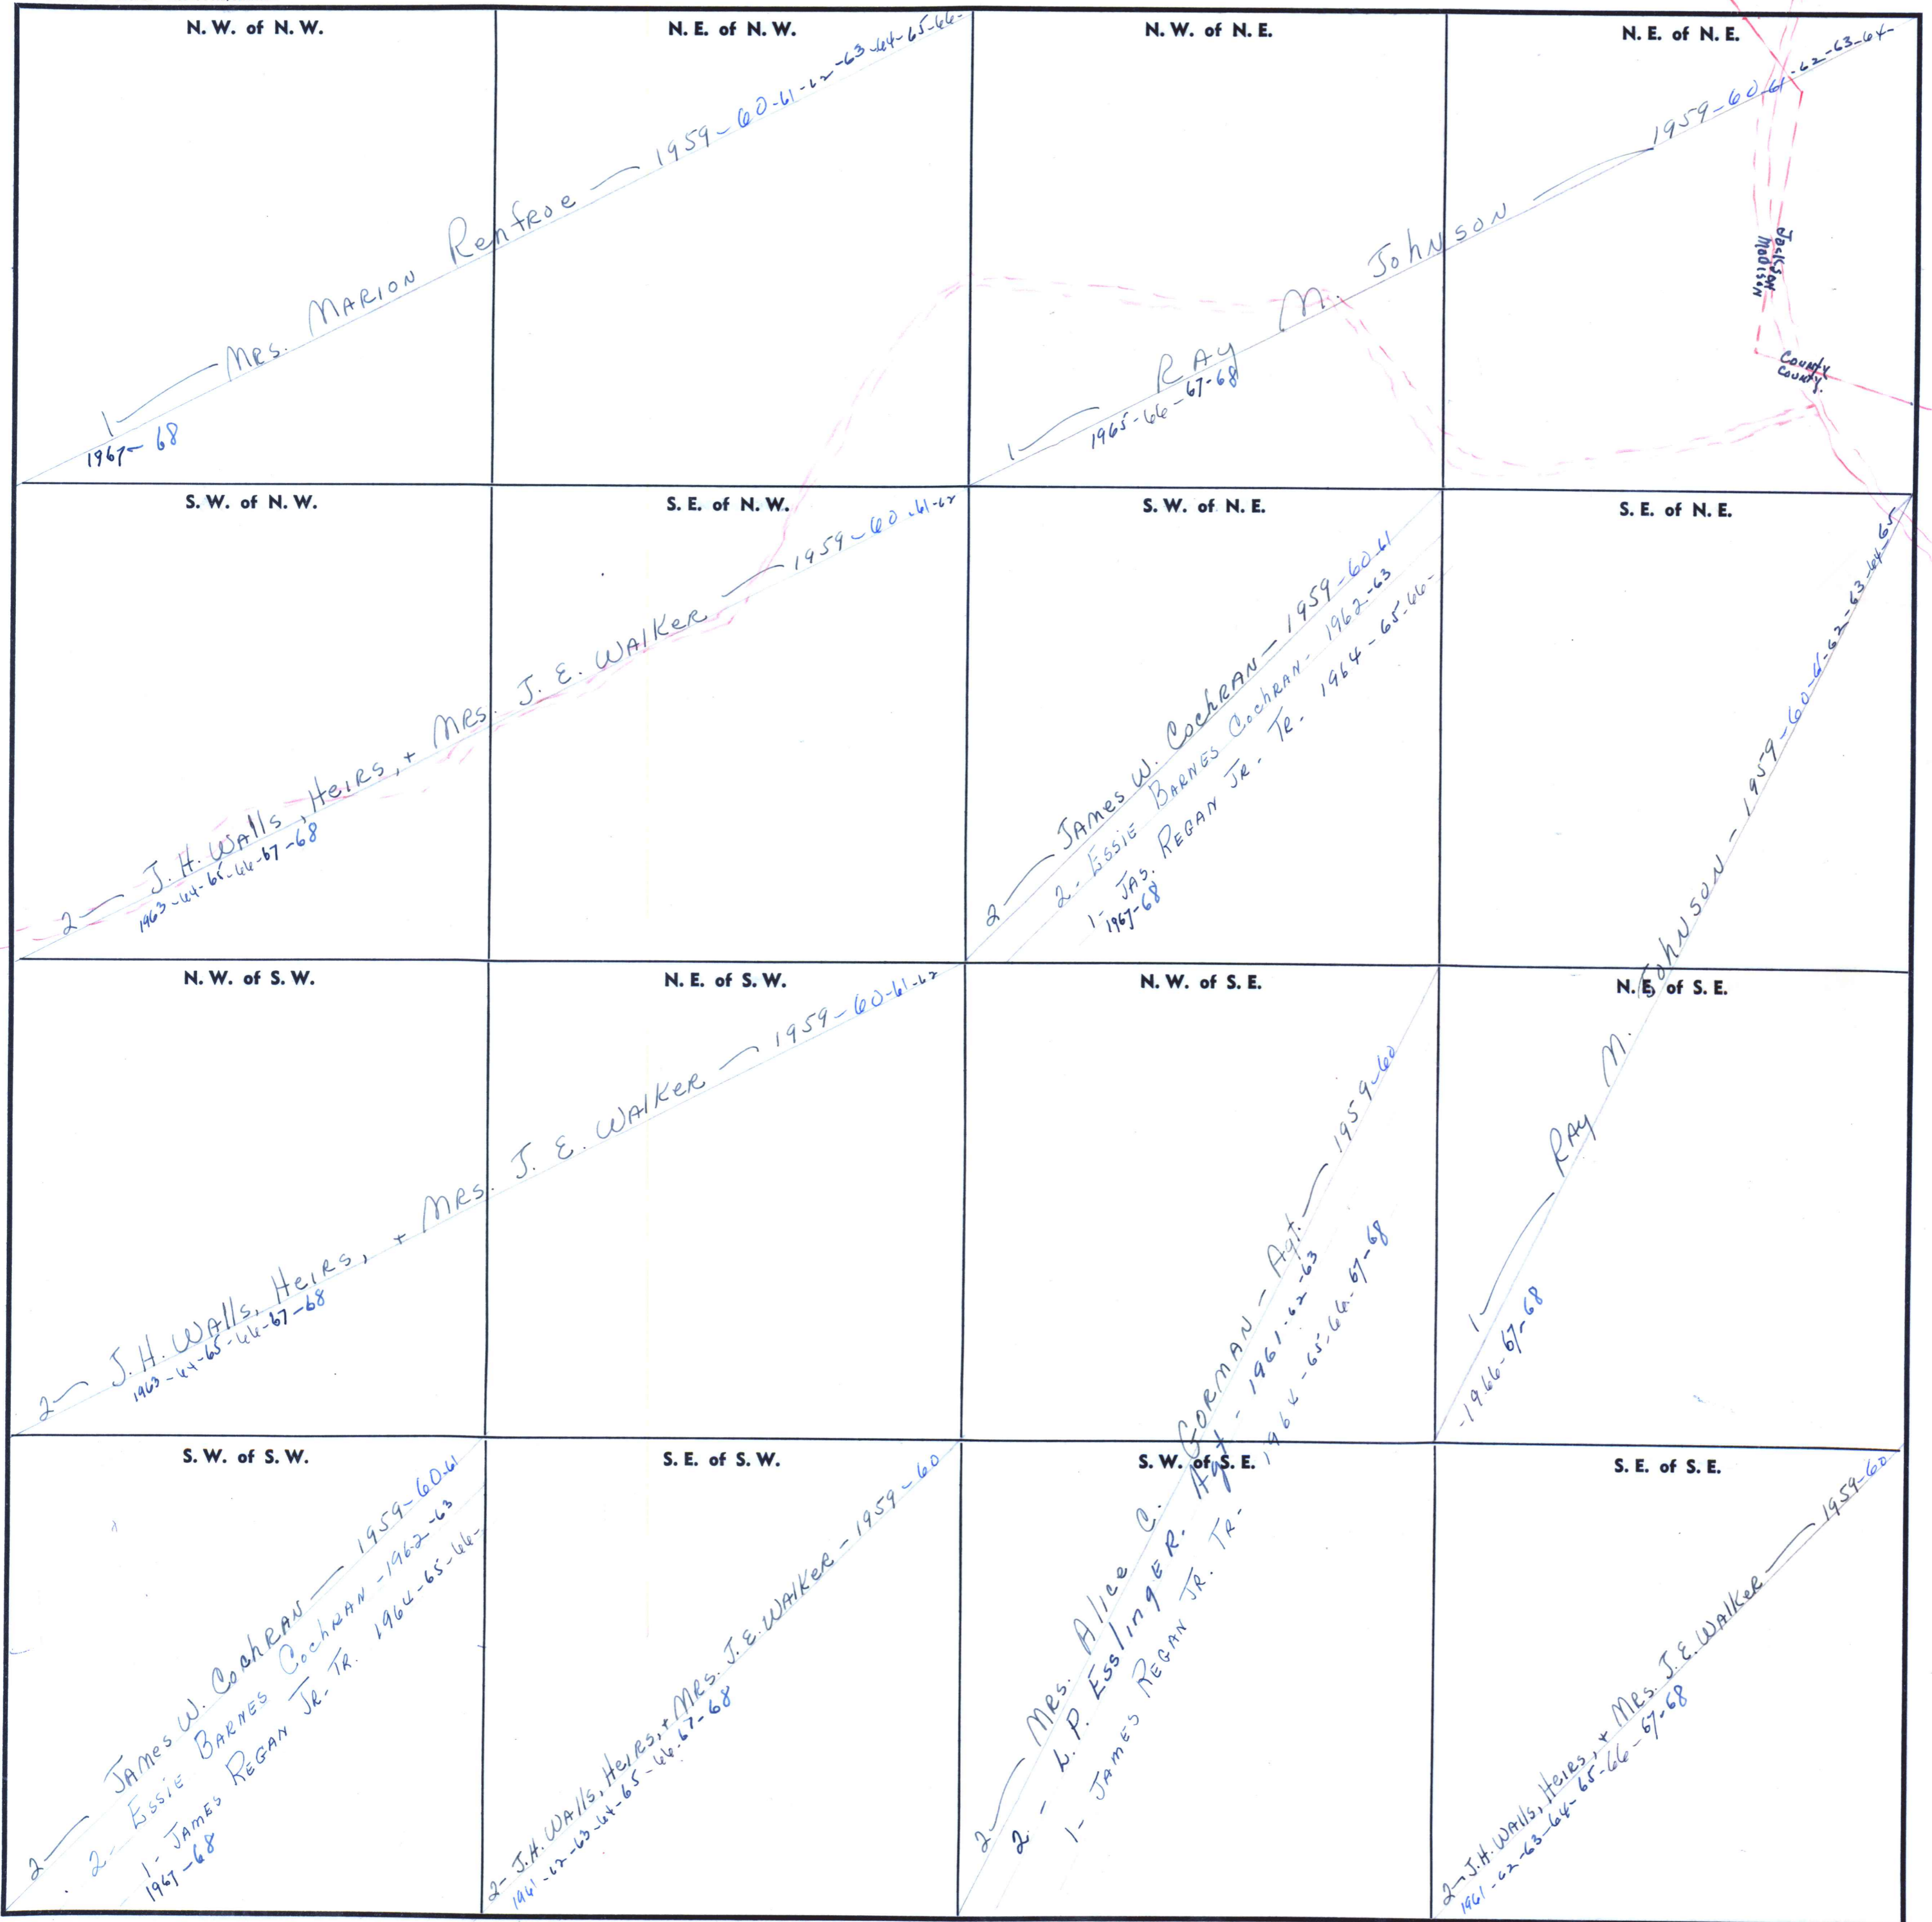 N. W. of N. W.
N. E. of N. W.
N. W. of N. E.
N. E. of N. E.
1 — Mrs. MARION RenfRoe — 1959-60-61-62-63-64-65-66-
1967-68
1 — RAY M. JohNSON — 1959-60-61-62-63-64-
1965-66-67-68
JACKSON
MADISON
COUNTY
COUNTY.
S. W. of N. W.
S. E. of N. W.
S. W. of N. E.
S. E. of N. E.
2 — J. H. WAlls, HeIRS, + MRS. J. E. WAlKeR — 1959-60-61-62
1963-64-65-66-67-68
2 — JAMes W. CochRAN — 1959-60-61
2- ESSIE BARNES CochRAN - 1962-63
1- JAS. REGAN JR. TR. 1964-65-66-
1967-68
N. W. of S. W.
N. E. of S. W.
N. W. of S. E.
N. E. of S. E.
2 — J. H. WAlls, HeIRS, + MRS. J. E. WAlKeR — 1959-60-61-62
1963-64-65-66-67-68
1 — RAY M. JohNSON - 1959-60-61-62-63-64-65
-1966-67-68
S. W. of S. W.
S. E. of S. W.
S. W. of S. E.
S. E. of S. E.
2 — JAMes W. CochRAN — 1959-60-61
2- ESSIE BARNES CochRAN - 1962-63
1- JAMES REGAN JR. TR. 1964-65-66-
1967-68
2- J.H. WAlls, HeIRS, + MRS. J.E. WAlKeR - 1959-60
1961-62-63-64-65-66-67-68
2 — MRS. Alice C. GORMAN - Agt. — 1959-60
2. - L. P. ESslingER. Agt - 1961-62-63
1- JAMES REGAN JR. TR- 1964-65-66-67-68
2- J.H. WAlls, HeIRS, + MRS. J.E. WAlKeR — 1959-60
1961-62-63-64-65-66-67-68